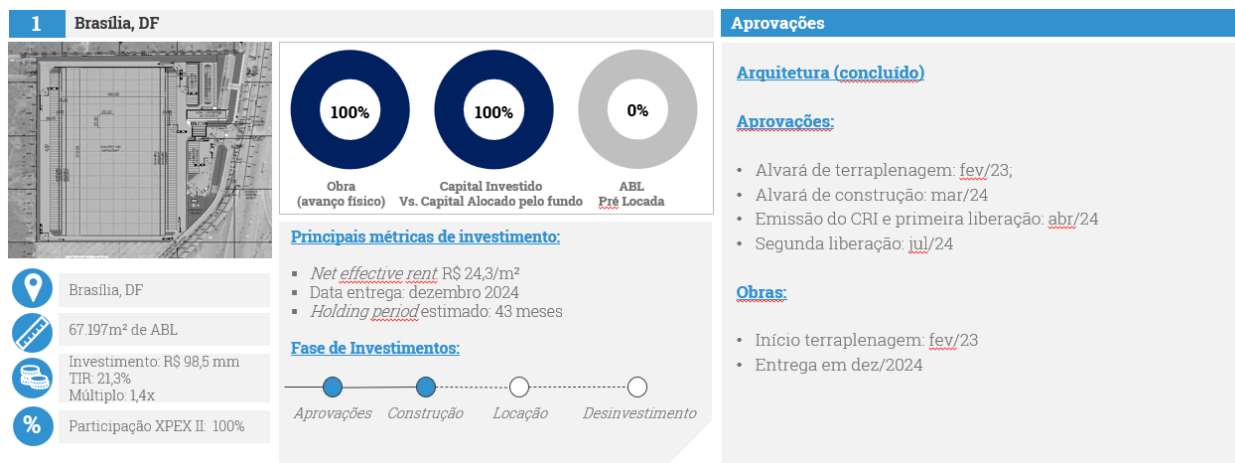 1
Brasília, DF
Brasília, DF
67.197m² de ABL
Investimento: R$ 98,5 mm
TIR: 21,3%
Múltiplo: 1,4x
%
Participação XPEX II: 100%
100%
100%
0%
Obra
(avanço físico)
Capital Investido
Vs. Capital Alocado pelo fundo
ABL
Pré Locada
Principais métricas de investimento:
▪ Net effective rent R$ 24,3/m²
▪ Data entrega: dezembro 2024
▪ Holding period estimado: 43 meses
Fase de Investimentos:
Aprovações
Construção
Locação
Desinvestimento
Aprovações
Arquitetura (concluído)
Aprovações:
• Alvará de terraplenagem: fev/23;
• Alvará de construção: mar/24
• Emissão do CRI e primeira liberação: abr/24
• Segunda liberação: jul/24
Obras:
• Início terraplenagem: fev/23
• Entrega em dez/2024